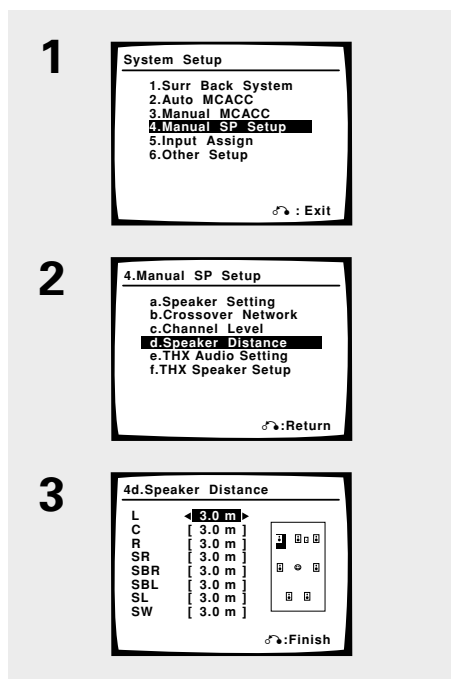 1
System Setup
1.Surr Back System
2.Auto MCACC
3.Manual MCACC
4.Manual SP Setup
5.Input Assign
6.Other Setup
: Exit
2
4.Manual SP Setup
a.Speaker Setting
b.Crossover Network
c.Channel Level
d.Speaker Distance
e.THX Audio Setting
f.THX Speaker Setup
:Return
3
4d.Speaker Distance
L 3.0 m
C [ 3.0 m ]
R [ 3.0 m ]
SR [ 3.0 m ]
SBR [ 3.0 m ]
SBL [ 3.0 m ]
SL [ 3.0 m ]
SW [ 3.0 m ]
:Finish